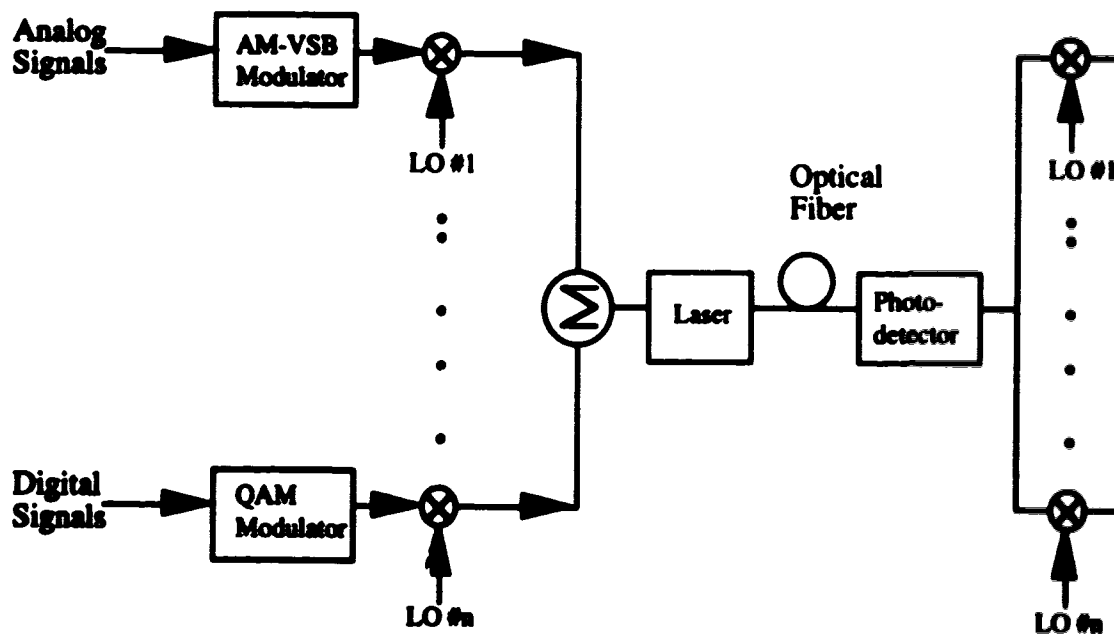 Analog
Signals
AM-VSB
Modulator
LO #1
Optical
Fiber
LO #1
Σ
Laser
Photo-
detector
Digital
Signals
QAM
Modulator
LO #n
LO #n